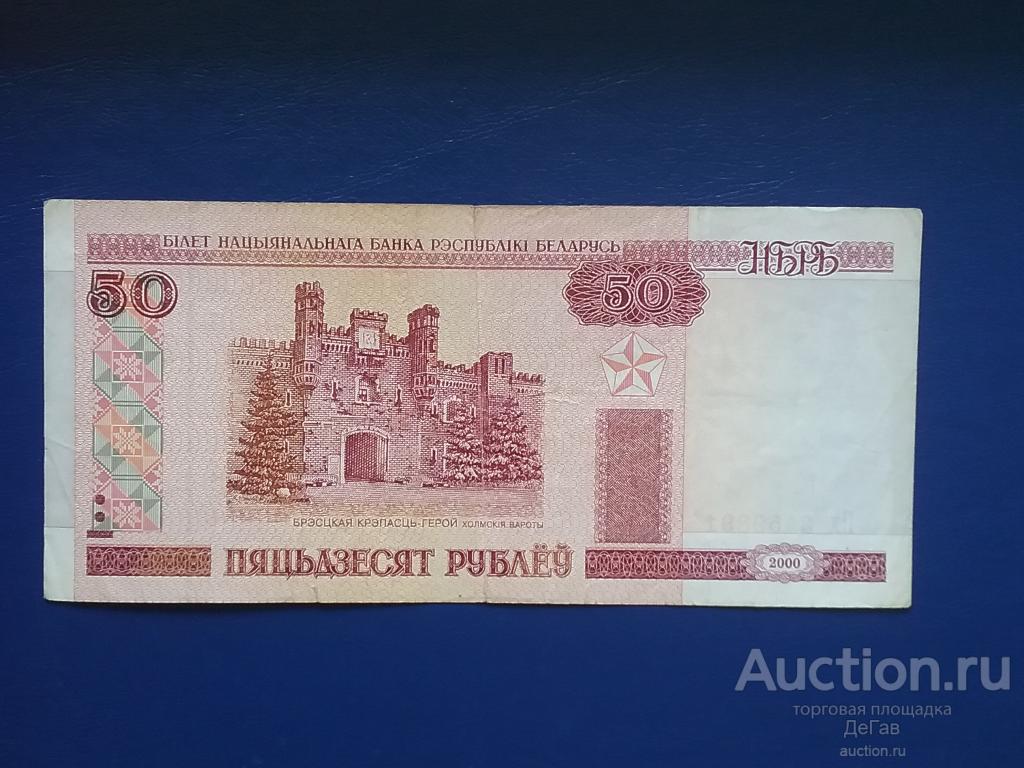 БІЛЕТ НАЦЫЯНАЛЬНАГА БАНКА РЭСПУБЛІКІ БЕЛАРУСЬ
НБРБ
50
50
БРЭСЦКАЯ КРЭПАСЦЬ-ГЕРОЙ ХОЛМСКІЯ ВАРОТЫ
ПЯЦЬДЗЕСЯТ РУБЛЁЎ
2000
Auction.ru
торговая площадка
ДеГав
auction.ru